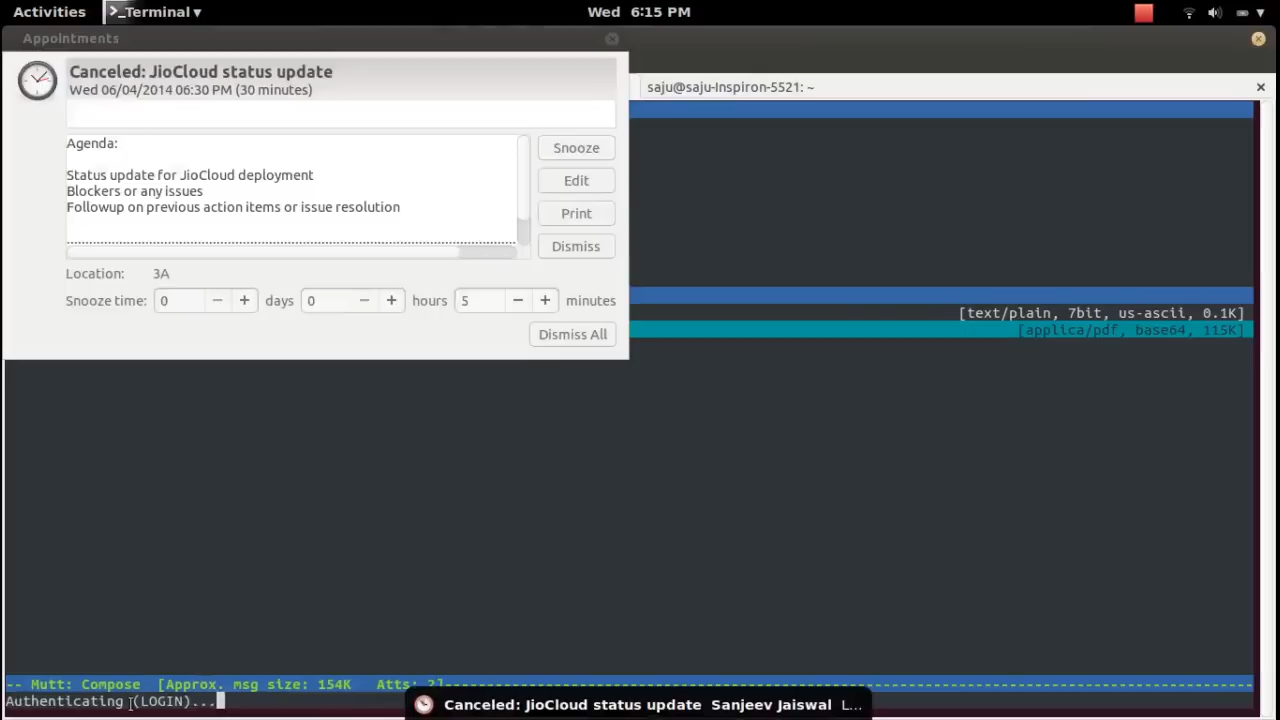 Activities
>_Terminal ▾
Wed 6:15 PM
Appointments
Canceled: JioCloud status update
Wed 06/04/2014 06:30 PM (30 minutes)
saju@saju-Inspiron-5521: ~
Agenda:
Snooze
Status update for JioCloud deployment
Edit
Blockers or any issues
Followup on previous action items or issue resolution
Print
Dismiss
Location: 3A
Snooze time: 0 − + days 0 − + hours 5 − + minutes
[text/plain, 7bit, us-ascii, 0.1K]
[applica/pdf, base64, 115K]
Dismiss All
-- Mutt: Compose [Approx. msg size: 154K Atts: 2]
Authenticating (LOGIN)...
Canceled: JioCloud status update Sanjeev Jaiswal L...